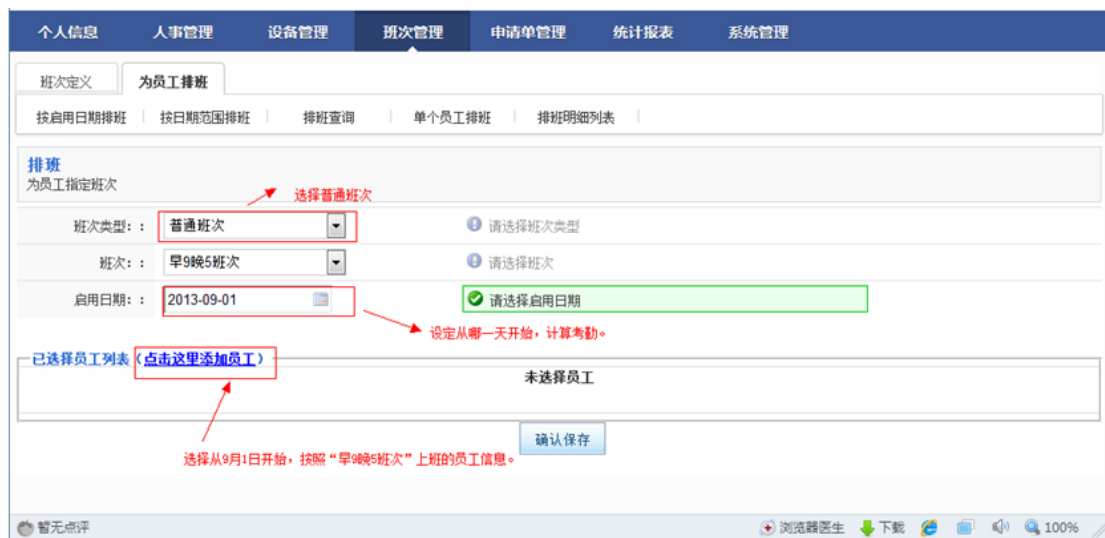 个人信息 人事管理 设备管理 班次管理 申请单管理 统计报表 系统管理
班次定义 为员工排班
按启用日期排班 按日期范围排班 排班查询 单个员工排班 排班明细列表
排班
为员工指定班次
选择普通班次
班次类型:： 普通班次 请选择班次类型
班次:： 早9晚5班次 请选择班次
启用日期:： 2013-09-01 请选择启用日期
设定从哪一天开始，计算考勤。
已选择员工列表（点击这里添加员工）
未选择员工
确认保存
选择从9月1日开始，按照“早9晚5班次”上班的员工信息。
暂无点评 浏览器医生 下载 100%